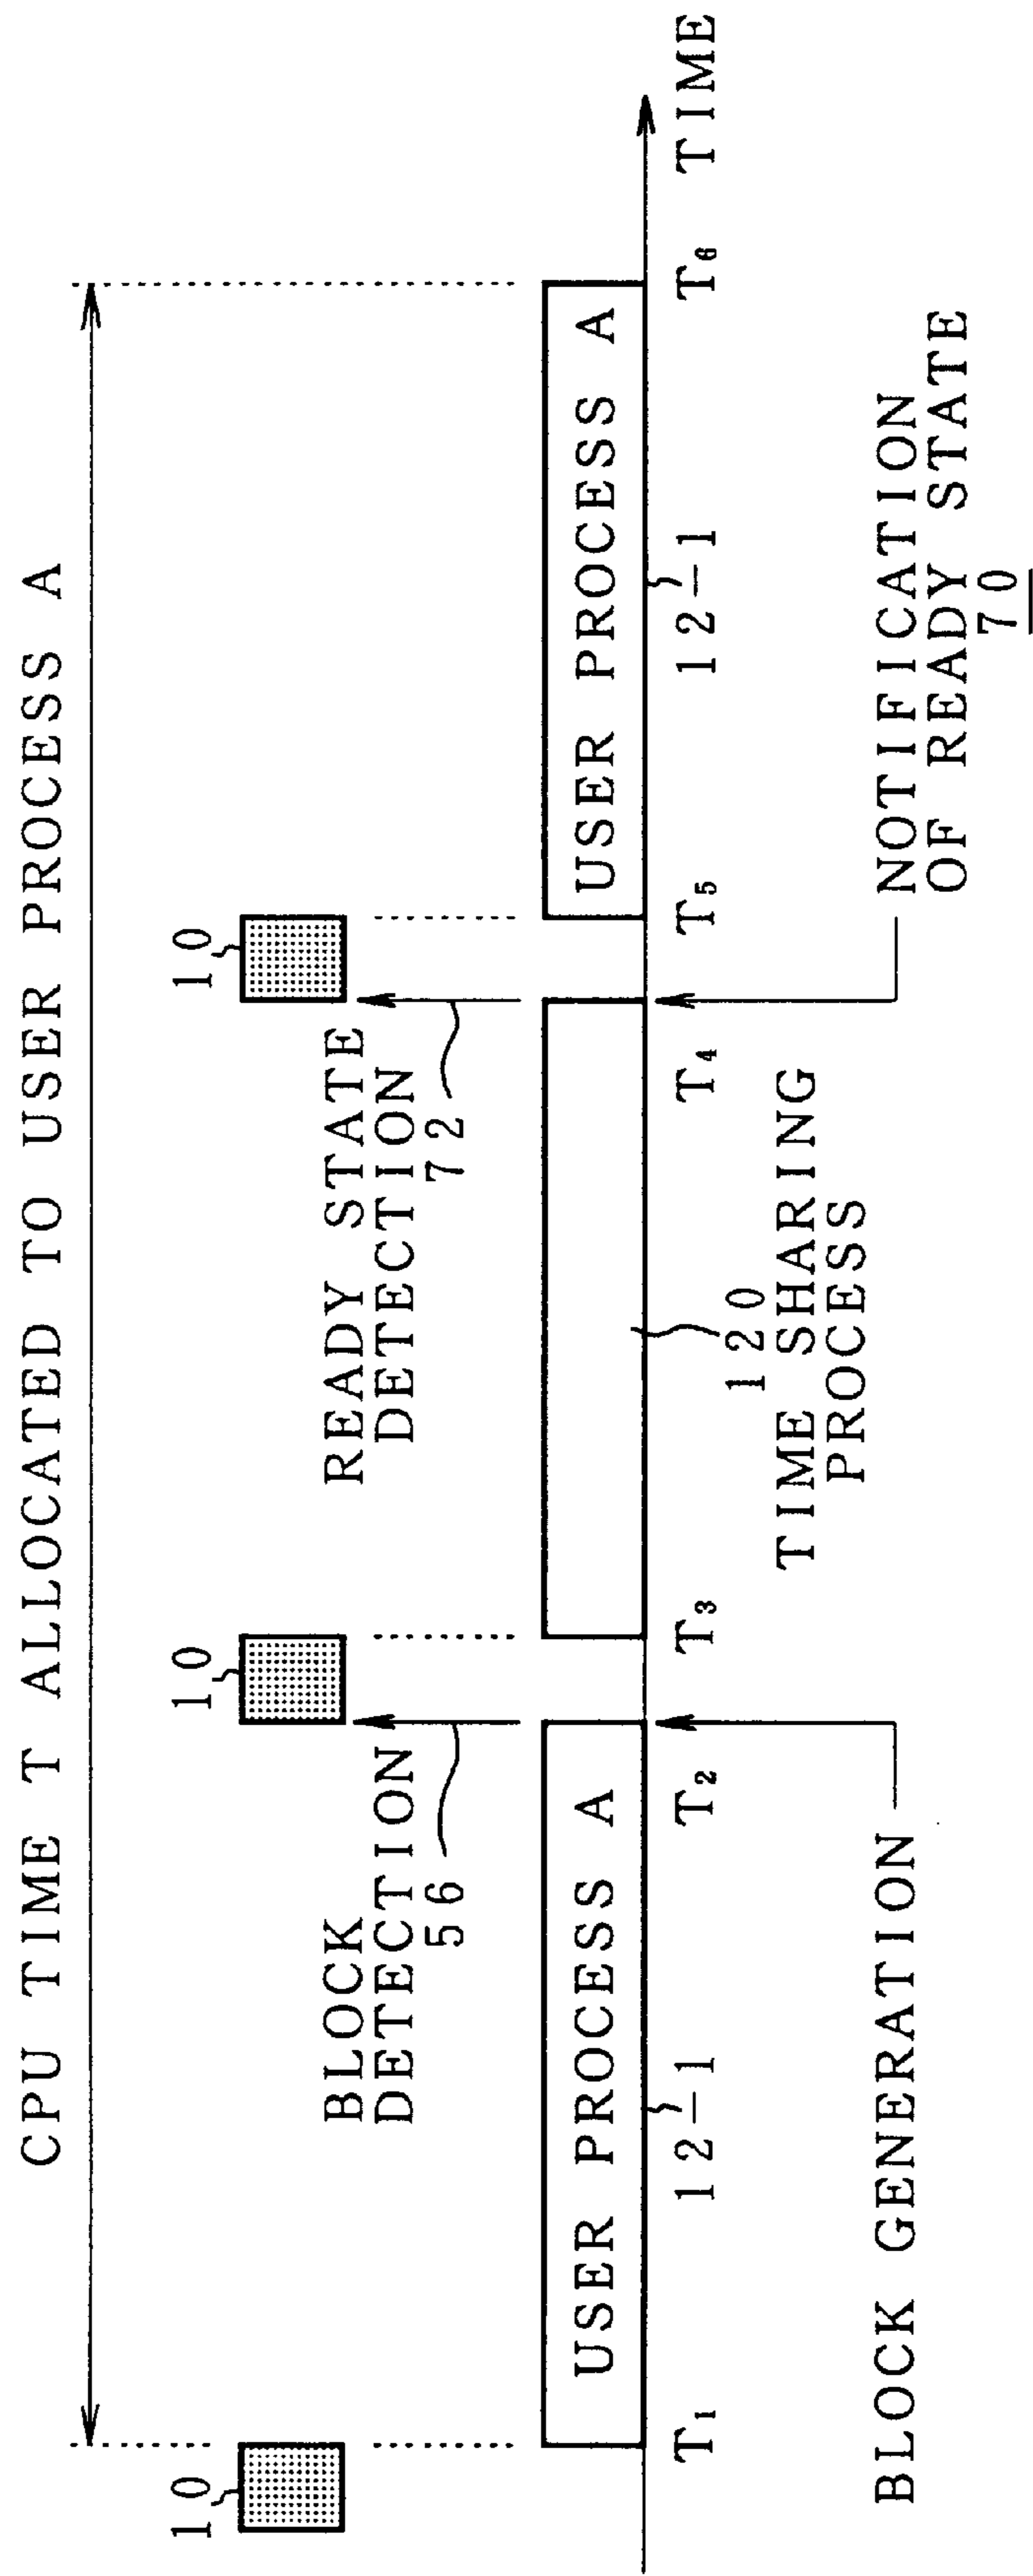 CPU TIME T ALLOCATED TO USER PROCESS A
10
10
10
BLOCK
DETECTION
56
READY STATE
DETECTION
72
USER PROCESS A
USER PROCESS A
T₁
12-1
T₂
T₃
T₄
T₅
12-1
T₆
TIME
120
TIME SHARING
PROCESS
BLOCK GENERATION
NOTIFICATION
OF READY STATE
70